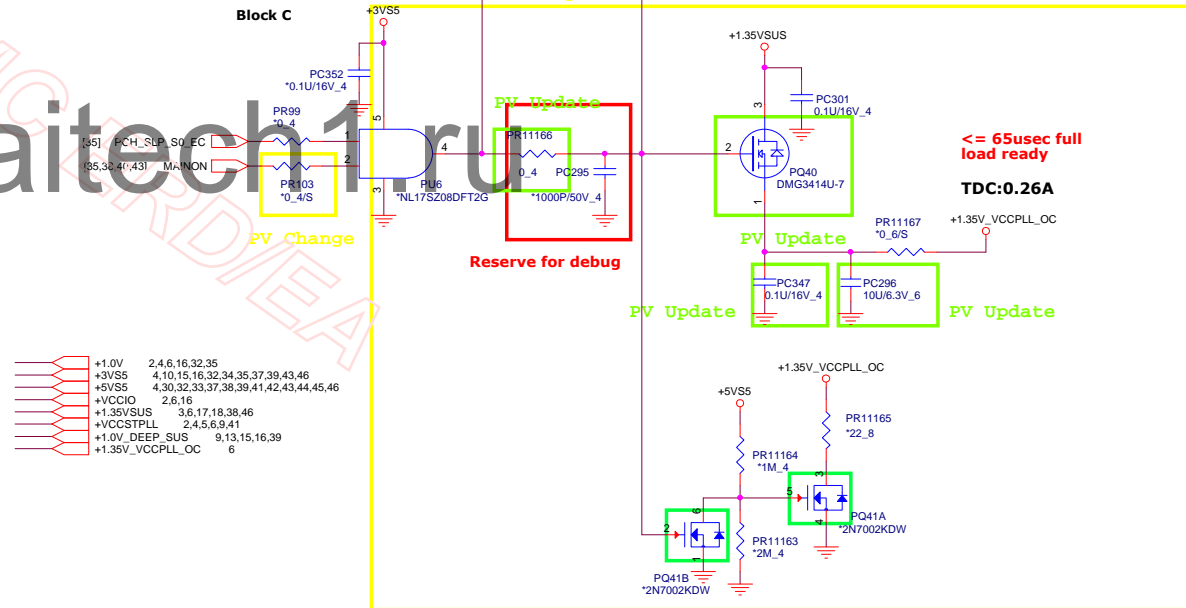 Block C
+3VS5
PC352
*0.1U/16V_4
PR99
*0_4
[35] PCH_SLP_S0_EC
[35,38,40,43] MAINON
PR103
*0_4/S
PV Change
1
2
5
3
4
PU6
*NL17SZ08DFT2G
PV Update
PR11166
0_4
PC295
*1000P/50V_4
Reserve for debug
+1.35VSUS
PC301
0.1U/16V_4
3
2
1
PQ40
DMG3414U-7
PV Update
<= 65usec full
load ready
TDC:0.26A
PR11167
*0_6/S
+1.35V_VCCPLL_OC
PC347
0.1U/16V_4
PV Update
PC296
10U/6.3V_6
PV Update
+1.0V 2,4,6,16,32,35
+3VS5 4,10,15,16,32,34,35,37,39,43,46
+5VS5 4,30,32,33,37,38,39,41,42,43,44,45,46
+VCCIO 2,6,16
+1.35VSUS 3,6,17,18,38,46
+VCCSTPLL 2,4,5,6,9,41
+1.0V_DEEP_SUS 9,13,15,16,39
+1.35V_VCCPLL_OC 6
+5VS5
PR11164
*1M_4
PR11163
*2M_4
2
6
1
PQ41B
*2N7002KDW
+1.35V_VCCPLL_OC
PR11165
*22_8
5
3
4
PQ41A
*2N7002KDW
aitech1.ru